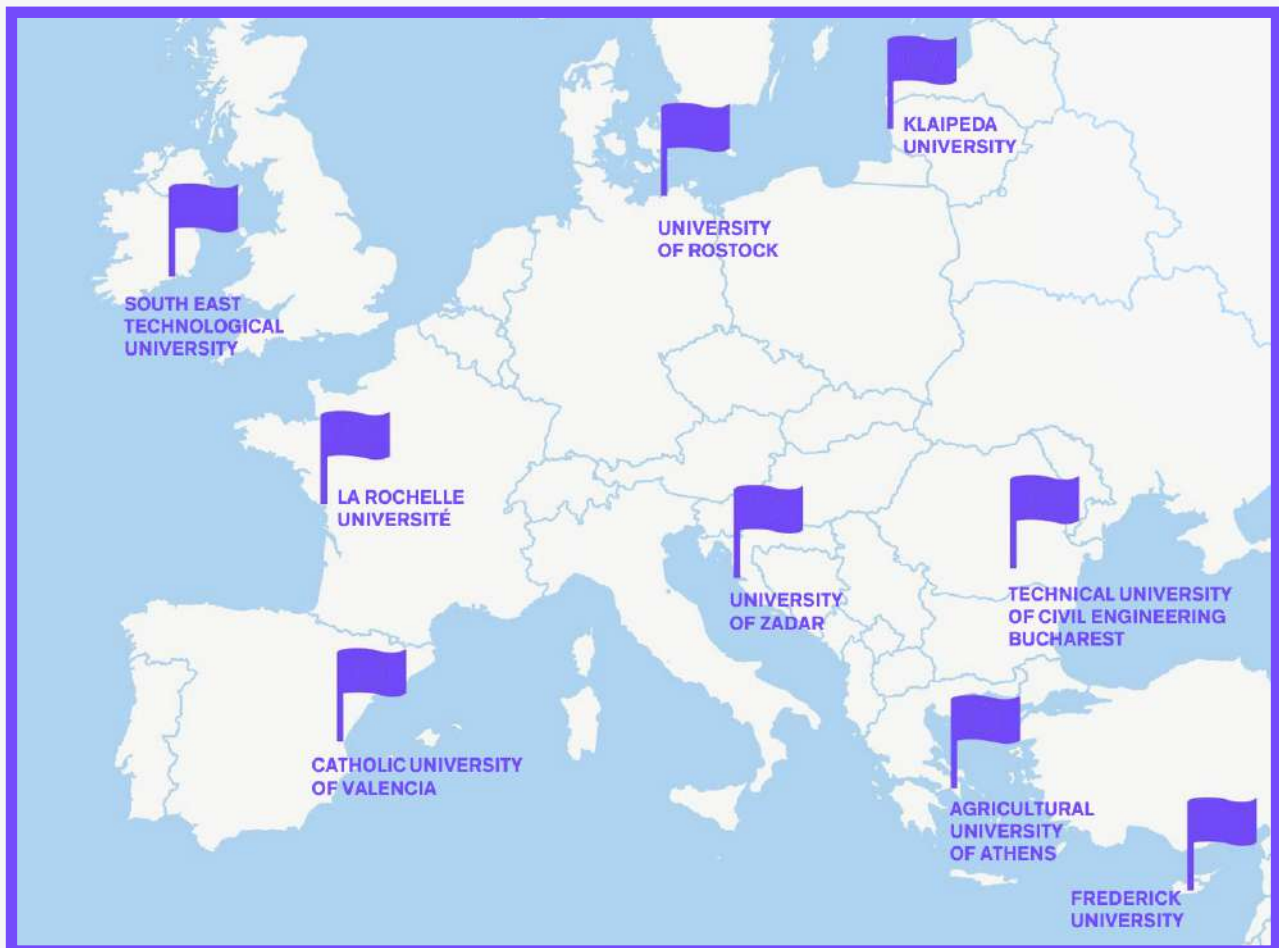 KLAIPEDA
UNIVERSITY
UNIVERSITY
OF ROSTOCK
SOUTH EAST
TECHNOLOGICAL
UNIVERSITY
LA ROCHELLE
UNIVERSITÉ
UNIVERSITY
OF ZADAR
TECHNICAL UNIVERSITY
OF CIVIL ENGINEERING
BUCHAREST
CATHOLIC UNIVERSITY
OF VALENCIA
AGRICULTURAL
UNIVERSITY
OF ATHENS
FREDERICK
UNIVERSITY